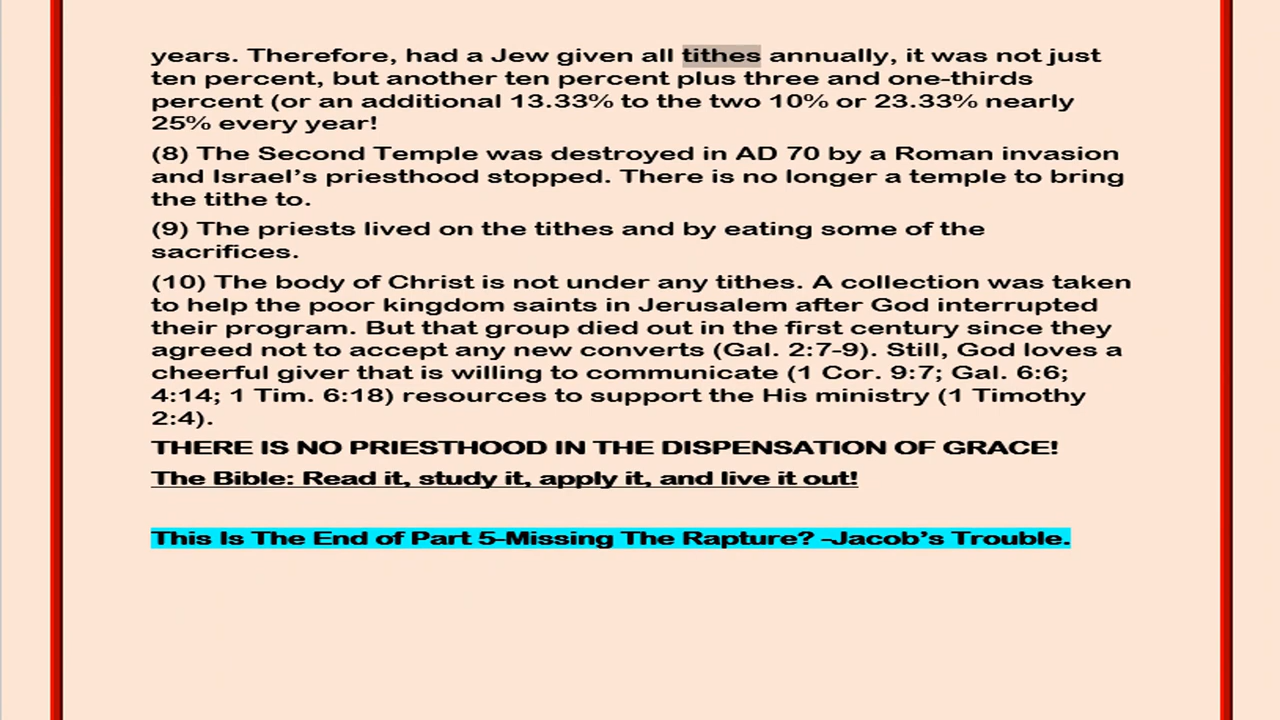 years. Therefore, had a Jew given all tithes annually, it was not just
ten percent, but another ten percent plus three and one-thirds
percent (or an additional 13.33% to the two 10% or 23.33% nearly
25% every year!
(8) The Second Temple was destroyed in AD 70 by a Roman invasion
and Israel’s priesthood stopped. There is no longer a temple to bring
the tithe to.
(9) The priests lived on the tithes and by eating some of the
sacrifices.
(10) The body of Christ is not under any tithes. A collection was taken
to help the poor kingdom saints in Jerusalem after God interrupted
their program. But that group died out in the first century since they
agreed not to accept any new converts (Gal. 2:7-9). Still, God loves a
cheerful giver that is willing to communicate (1 Cor. 9:7; Gal. 6:6;
4:14; 1 Tim. 6:18) resources to support the His ministry (1 Timothy
2:4).
THERE IS NO PRIESTHOOD IN THE DISPENSATION OF GRACE!
The Bible: Read it, study it, apply it, and live it out!
This Is The End of Part 5-Missing The Rapture? -Jacob’s Trouble.